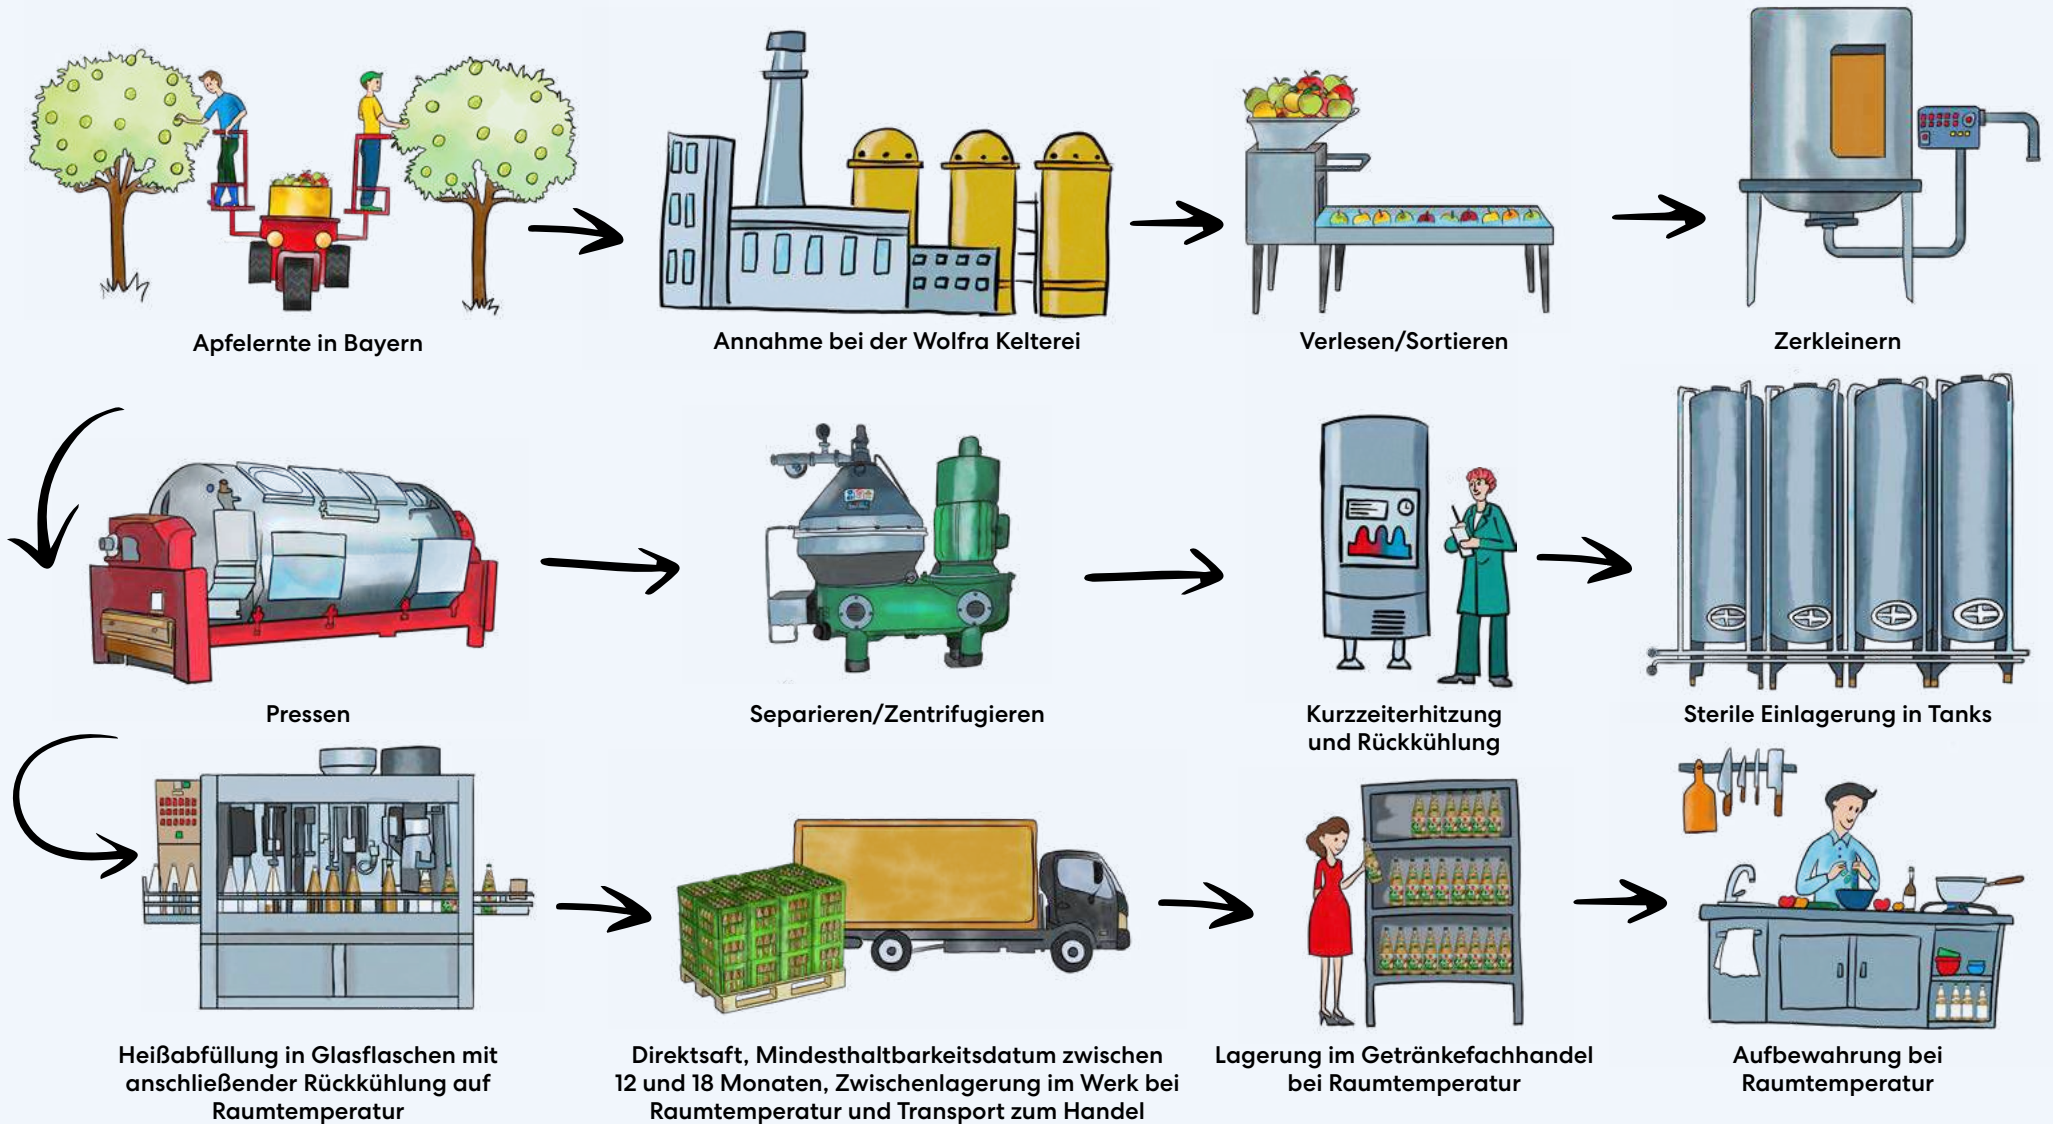 Apfelernte in Bayern
Annahme bei der Wolfra Kelterei
Verlesen/Sortieren
Zerkleinern
Pressen
Separieren/Zentrifugieren
Kurzzeiterhitzung
und Rückkühlung
Sterile Einlagerung in Tanks
Heißabfüllung in Glasflaschen mit
anschließender Rückkühlung auf
Raumtemperatur
Direktsaft, Mindesthaltbarkeitsdatum zwischen
12 und 18 Monaten, Zwischenlagerung im Werk bei
Raumtemperatur und Transport zum Handel
Lagerung im Getränkefachhandel
bei Raumtemperatur
Aufbewahrung bei
Raumtemperatur